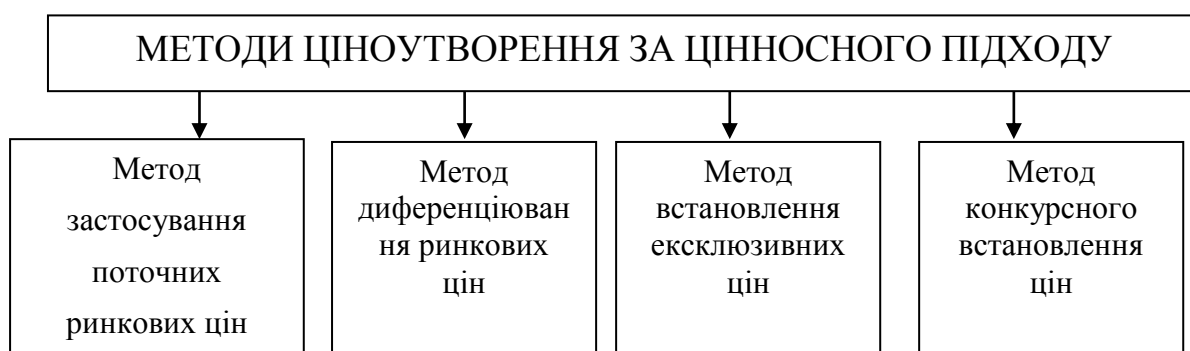 МЕТОДИ ЦІНОУТВОРЕННЯ ЗА ЦІННОСНОГО ПІДХОДУ
Метод
застосування
поточних
ринкових цін
Метод
диференціюван
ня ринкових
цін
Метод
встановлення
ексклюзивних
цін
Метод
конкурсного
встановлення
цін